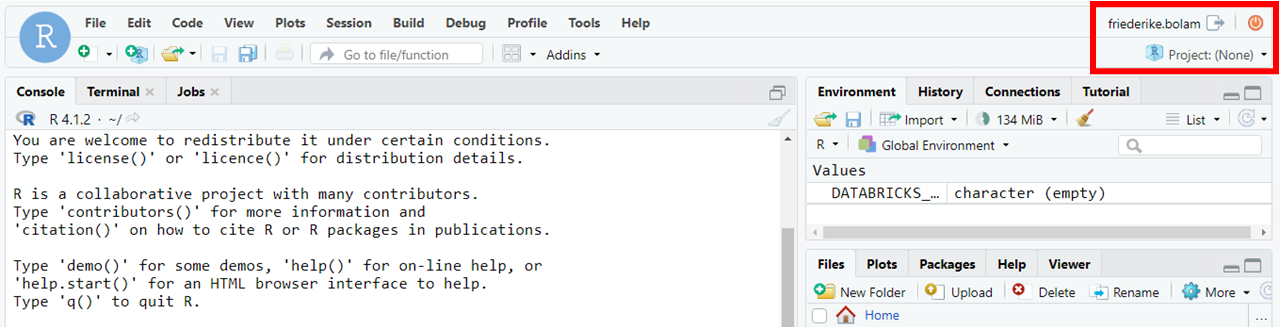 R
File Edit Code View Plots Session Build Debug Profile Tools Help
friederike.bolam
Go to file/function
Addins
Project: (None)
Console Terminal Jobs
R 4.1.2 · ~/
You are welcome to redistribute it under certain conditions.
Type 'license()' or 'licence()' for distribution details.
R is a collaborative project with many contributors.
Type 'contributors()' for more information and
'citation()' on how to cite R or R packages in publications.
Type 'demo()' for some demos, 'help()' for on-line help, or
'help.start()' for an HTML browser interface to help.
Type 'q()' to quit R.
Environment History Connections Tutorial
Import 134 MiB List
R Global Environment
Values
DATABRICKS_… character (empty)
Files Plots Packages Help Viewer
New Folder Upload Delete Rename More
Home ...